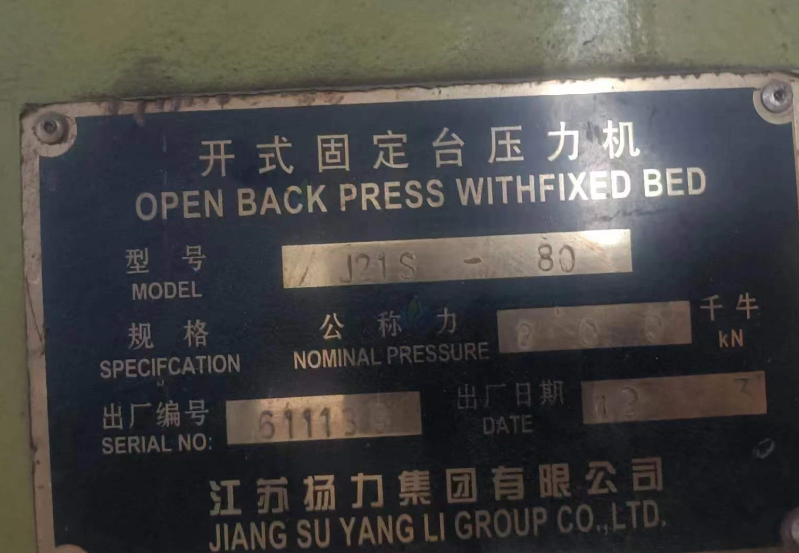 开式固定台压力机
OPEN BACK PRESS WITHFIXED BED
型号 J21S - 80
MODEL
规格 公称力 800 千牛
SPECIFCATION NOMINAL PRESSURE kN
出厂编号 出厂日期 12 3
SERIAL NO: DATE
江苏扬力集团有限公司
JIANG SU YANG LI GROUP CO.,LTD.